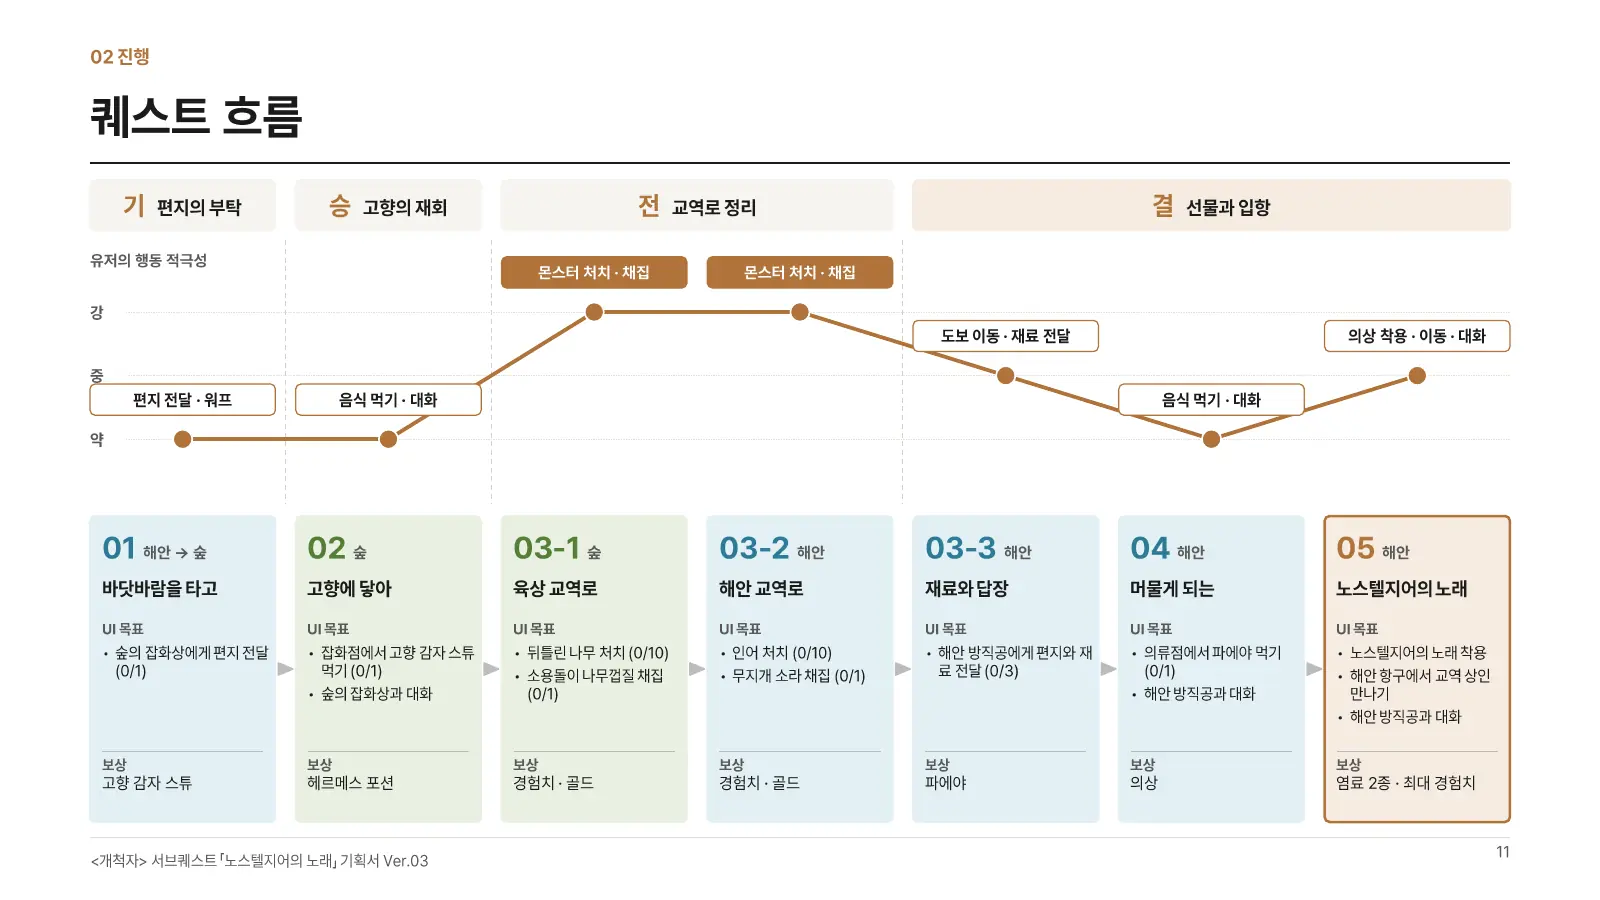 02 진행
퀘스트 흐름
기 편지의 부탁
승 고향의 재회
전 교역로 정리
결 선물과 입항
유저의 행동 적극성
강
중
약
편지 전달 · 워프
음식 먹기 · 대화
몬스터 처치 · 채집
몬스터 처치 · 채집
도보 이동 · 재료 전달
음식 먹기 · 대화
의상 착용 · 이동 · 대화
01 해안 → 숲
바닷바람을 타고
UI 목표
• 숲의 잡화상에게 편지 전달
(0/1)
보상
고향 감자 스튜
02 숲
고향에 닿아
UI 목표
• 잡화점에서 고향 감자 스튜
먹기 (0/1)
• 숲의 잡화상과 대화
보상
헤르메스 포션
03-1 숲
육상 교역로
UI 목표
• 뒤틀린 나무 처치 (0/10)
• 소용돌이 나무껍질 채집
(0/1)
보상
경험치 · 골드
03-2 해안
해안 교역로
UI 목표
• 인어 처치 (0/10)
• 무지개 소라 채집 (0/1)
보상
경험치 · 골드
03-3 해안
재료와 답장
UI 목표
• 해안 방직공에게 편지와 재
료 전달 (0/3)
보상
파에야
04 해안
머물게 되는
UI 목표
• 의류점에서 파에야 먹기
(0/1)
• 해안 방직공과 대화
보상
의상
05 해안
노스텔지어의 노래
UI 목표
• 노스텔지어의 노래 착용
• 해안 항구에서 교역 상인
만나기
• 해안 방직공과 대화
보상
염료 2종 · 최대 경험치
<개척자> 서브퀘스트 「노스텔지어의 노래」 기획서 Ver.03
11